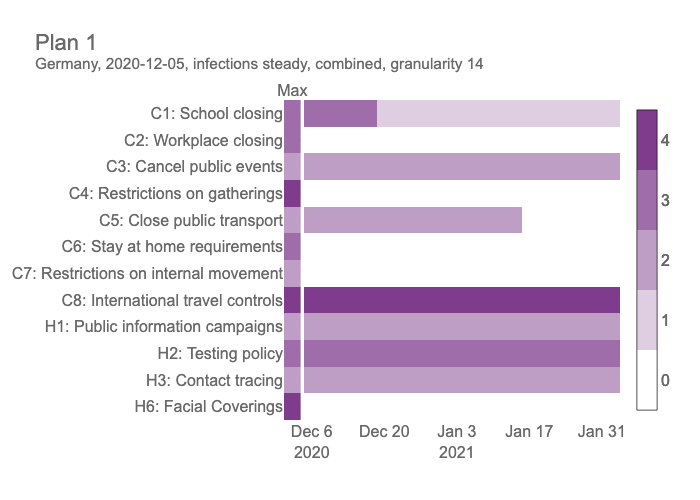 Plan 1
Germany, 2020-12-05, infections steady, combined, granularity 14
Max
C1: School closing
C2: Workplace closing
C3: Cancel public events
C4: Restrictions on gatherings
C5: Close public transport
C6: Stay at home requirements
C7: Restrictions on internal movement
C8: International travel controls
H1: Public information campaigns
H2: Testing policy
H3: Contact tracing
H6: Facial Coverings
4
3
2
1
0
Dec 6 Dec 20 Jan 3 Jan 17 Jan 31
2020 2021